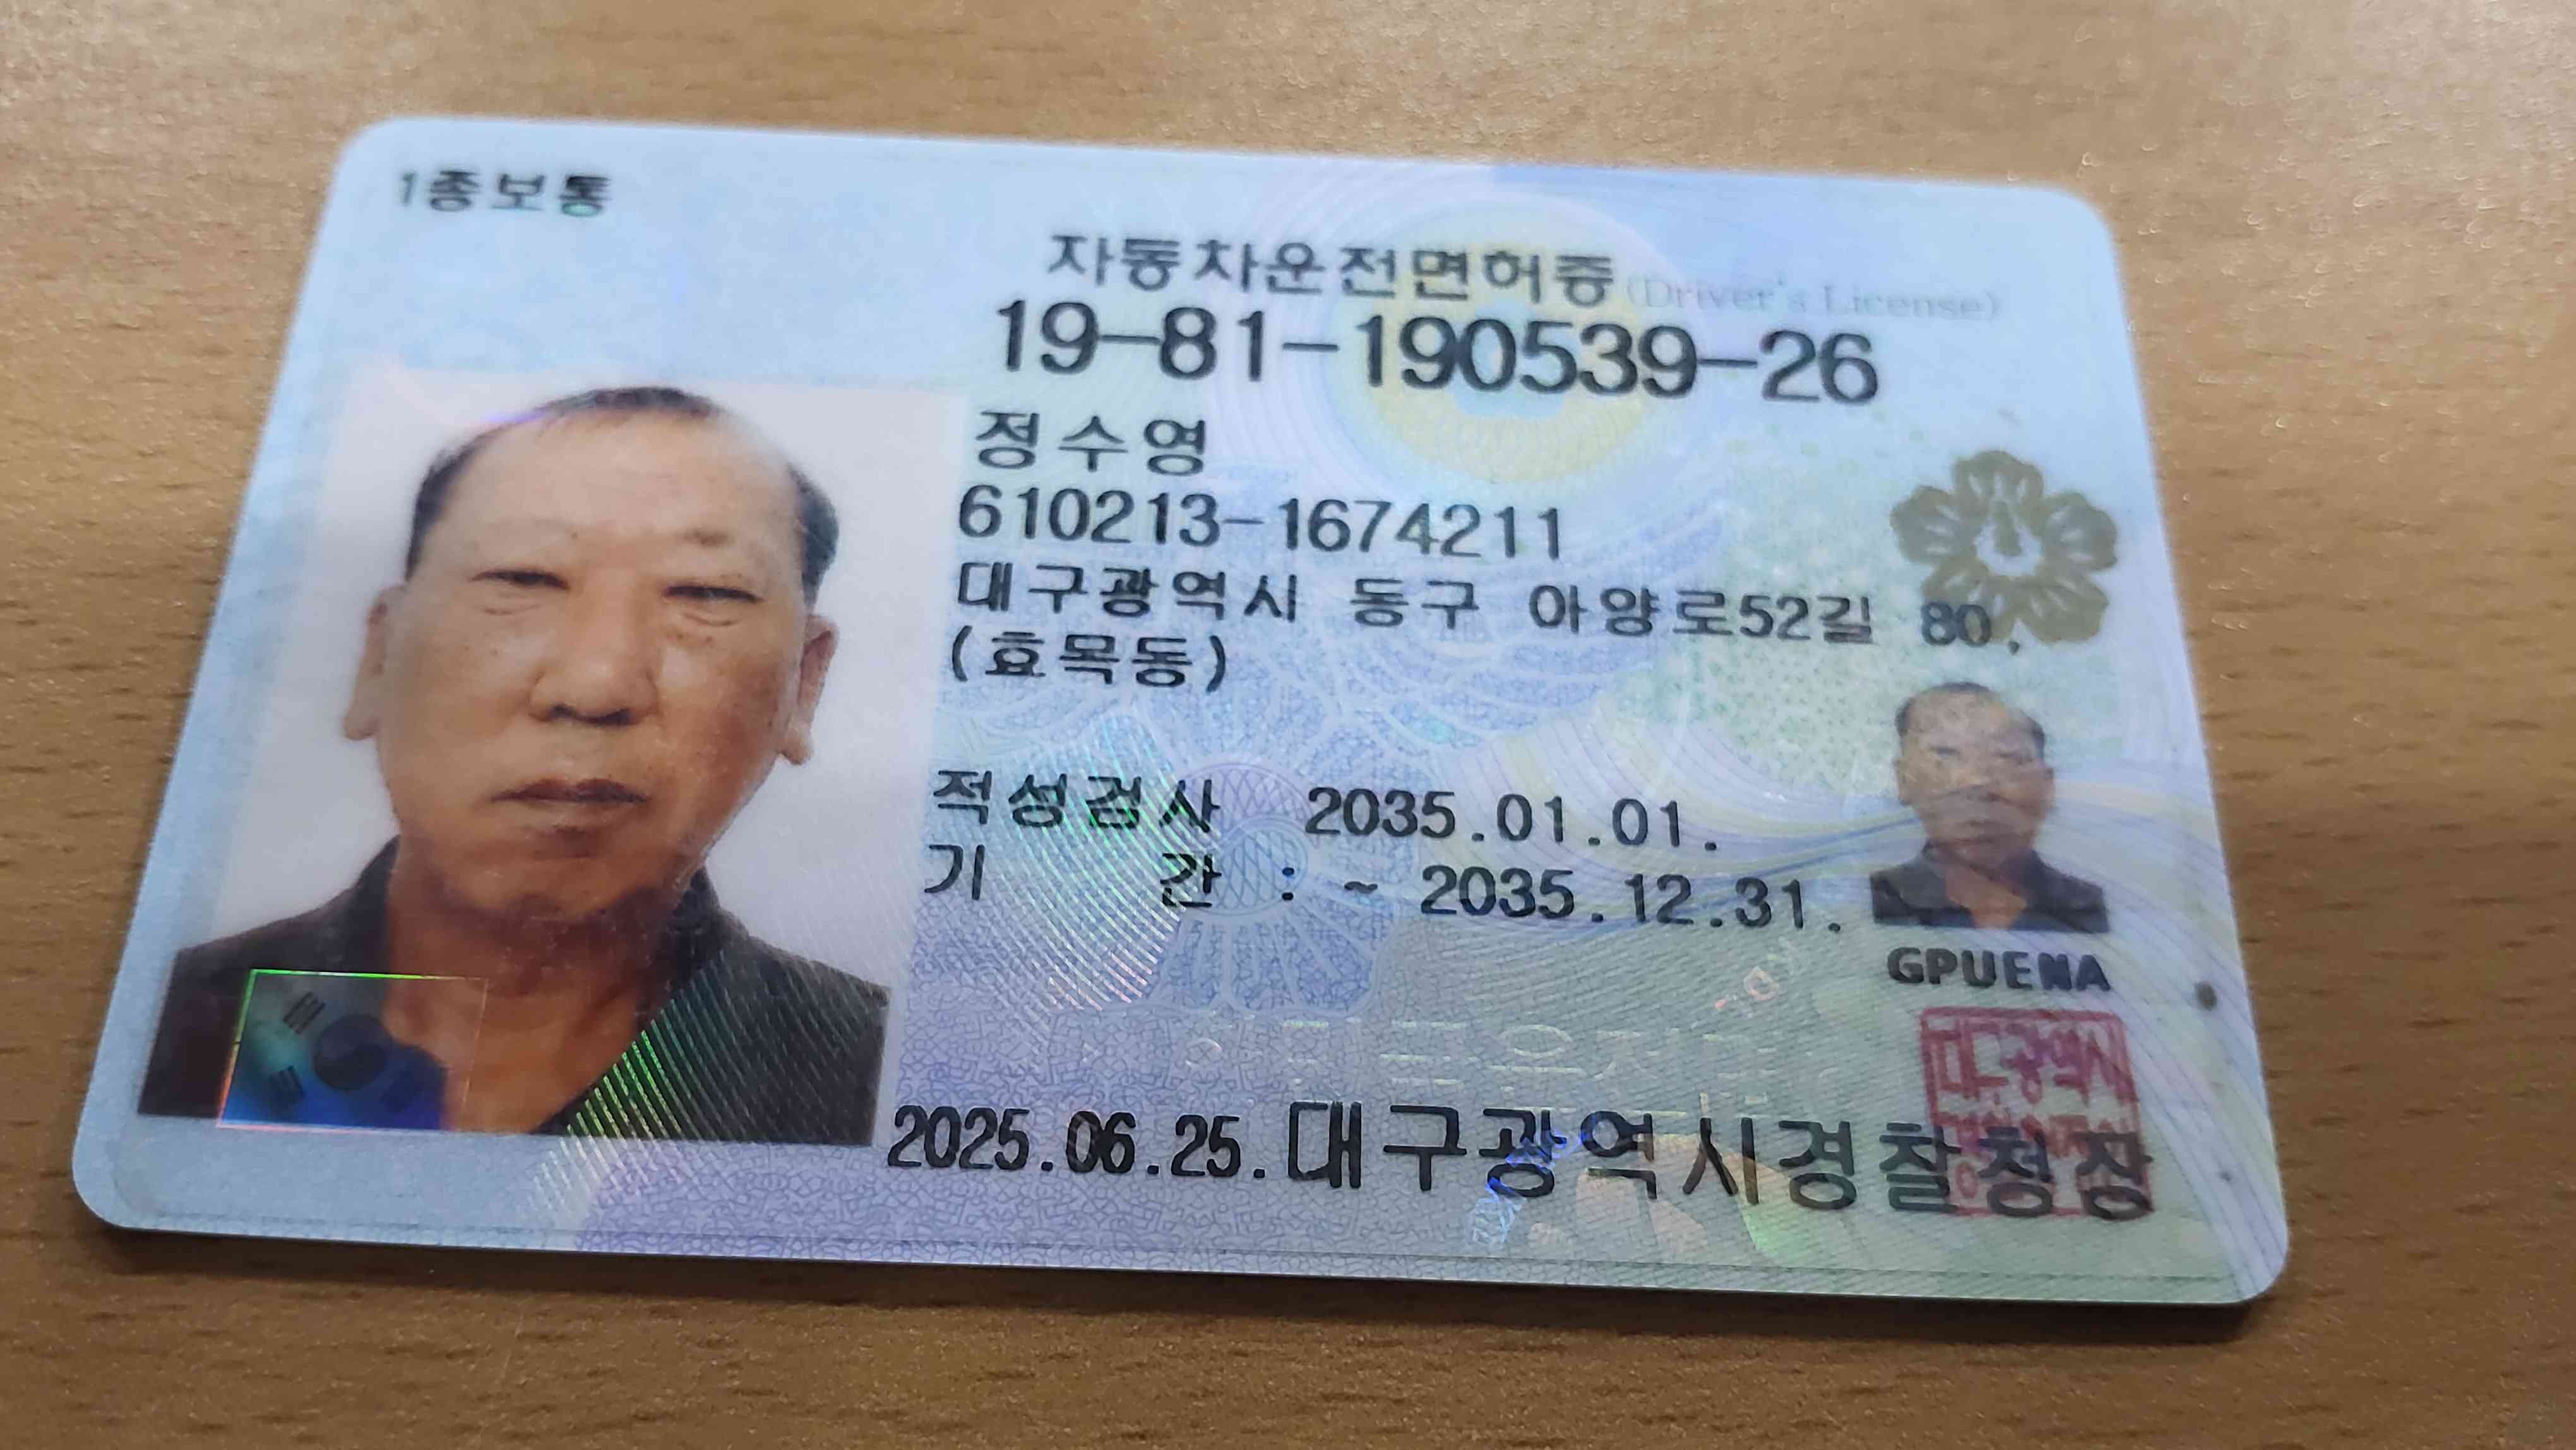 1종보통
자동차운전면허증 (Driver's License)
19-81-190539-26
정수영
610213-1674211
대구광역시 동구 아양로52길 80,
(효목동)
적성검사 2035.01.01.
기 간 : ~ 2035.12.31.
GPUENA
2025.06.25. 대구광역시경찰청장